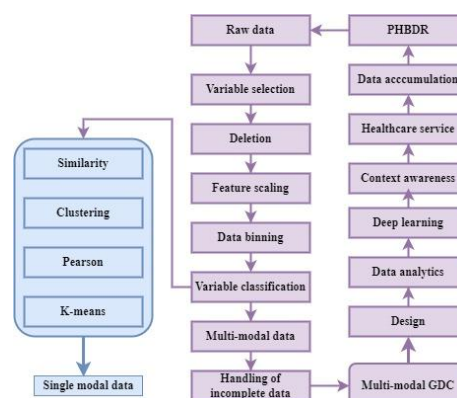 Raw data
PHBDR
Variable selection
Data acccumulation
Deletion
Healthcare service
Similarity
Feature scaling
Context awareness
Clustering
Data binning
Deep learning
Pearson
Variable classification
Data analytics
K-means
Multi-modal data
Design
Single modal data
Handling of
incomplete data
Multi-modal GDC